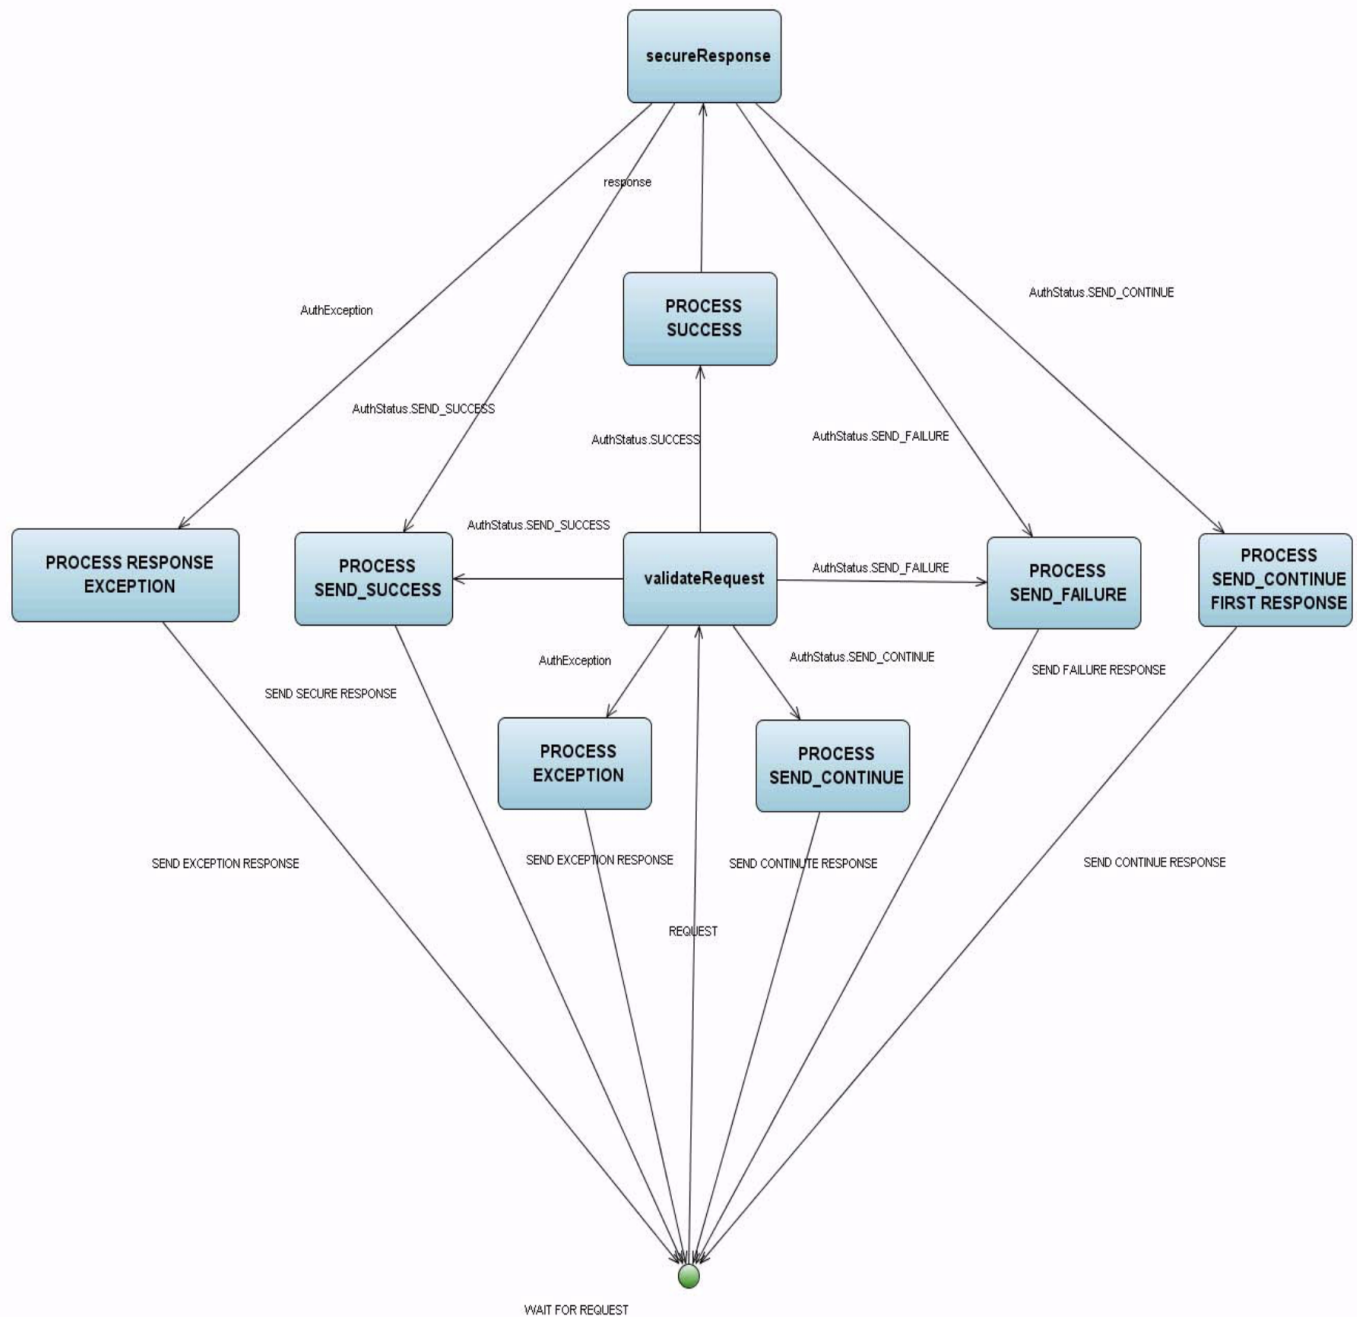 secureResponse
response
AuthStatus.SEND_CONTINUE
AuthException
PROCESS
SUCCESS
AuthStatus.SEND_SUCCESS
AuthStatus.SUCCESS
AuthStatus.SEND_FAILURE
AuthStatus.SEND_SUCCESS
PROCESS RESPONSE
EXCEPTION
PROCESS
SEND_SUCCESS
validateRequest
AuthStatus.SEND_FAILURE
PROCESS
SEND_FAILURE
PROCESS
SEND_CONTINUE
FIRST RESPONSE
AuthException
AuthStatus.SEND_CONTINUE
SEND FAILURE RESPONSE
SEND SECURE RESPONSE
PROCESS
EXCEPTION
PROCESS
SEND_CONTINUE
SEND EXCEPTION RESPONSE
SEND EXCEPTION RESPONSE
SEND CONTINUTE RESPONSE
SEND CONTINUE RESPONSE
REQUEST
WAIT FOR REQUEST